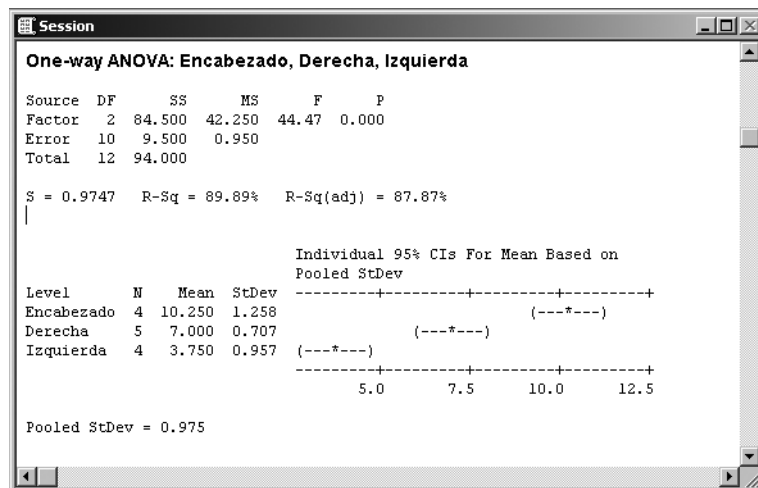 Session
One-way ANOVA: Encabezado, Derecha, Izquierda
Source  DF      SS      MS      F      P
Factor   2  84.500  42.250  44.47  0.000
Error   10   9.500   0.950
Total   12  94.000
S = 0.9747   R-Sq = 89.89%   R-Sq(adj) = 87.87%
Individual 95% CIs For Mean Based on
Pooled StDev
Level       N    Mean  StDev  ---------+---------+---------+---------+
Encabezado  4  10.250  1.258                            (---*---)
Derecha     5   7.000  0.707               (---*---)
Izquierda   4   3.750  0.957  (---*---)
---------+---------+---------+---------+
5.0       7.5      10.0      12.5
Pooled StDev = 0.975